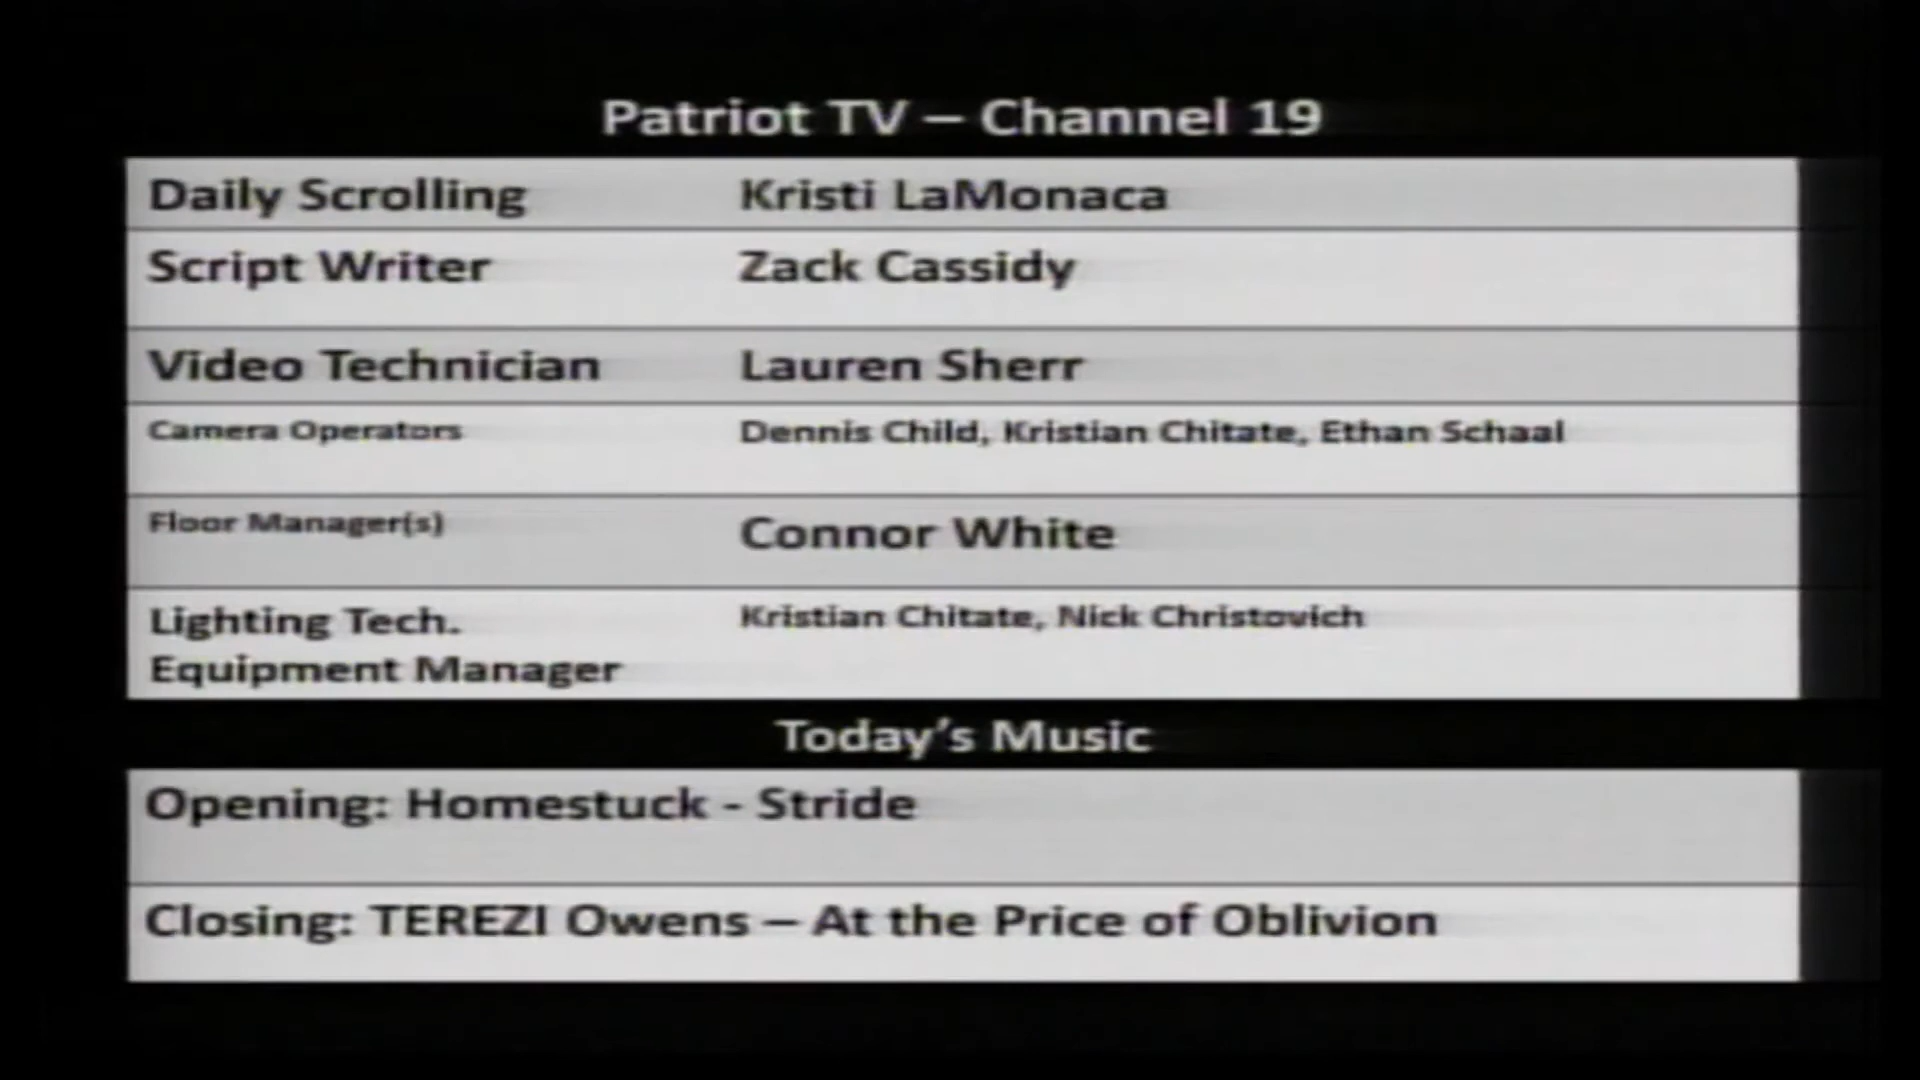 Patriot TV – Channel 19
Daily Scrolling Kristi LaMonaca
Script Writer Zack Cassidy
Video Technician Lauren Sherr
Camera Operators Dennis Child, Kristian Chitate, Ethan Schaal
Floor Manager(s) Connor White
Lighting Tech. Kristian Chitate, Nick Christovich
Equipment Manager
Today's Music
Opening: Homestuck - Stride
Closing: TEREZI Owens – At the Price of Oblivion